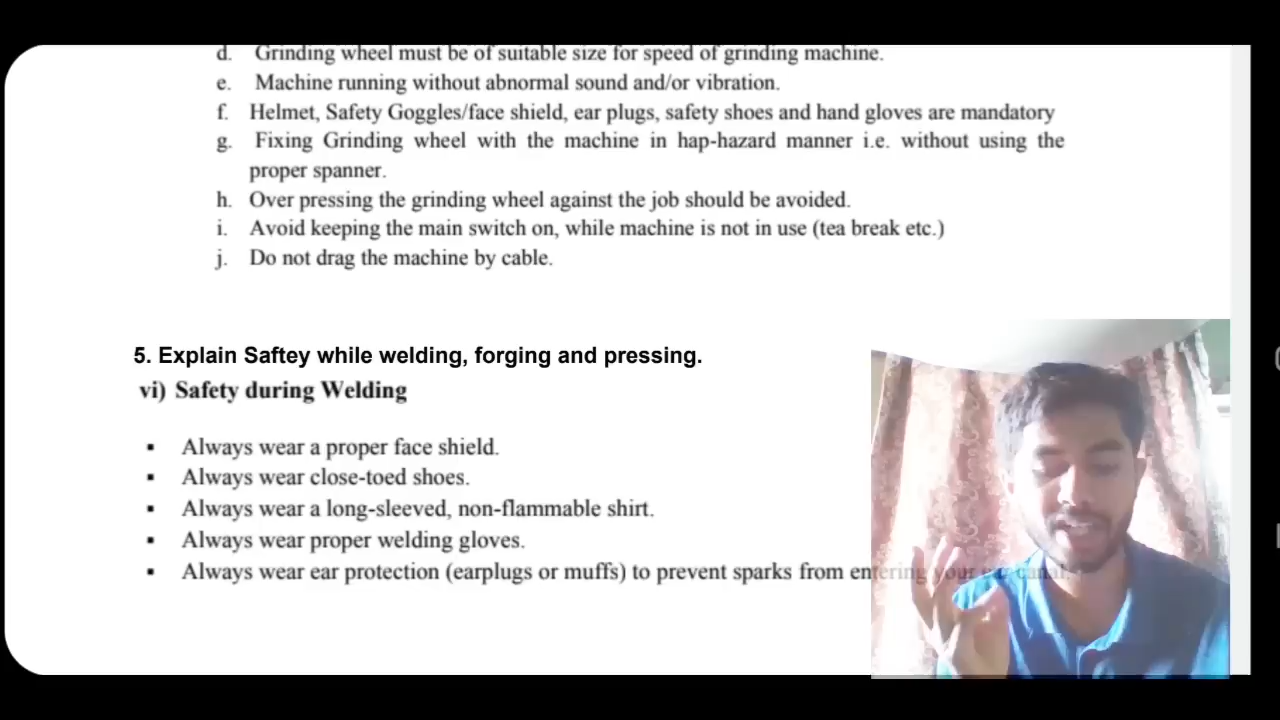 d. Grinding wheel must be of suitable size for speed of grinding machine.
e. Machine running without abnormal sound and/or vibration.
f. Helmet, Safety Goggles/face shield, ear plugs, safety shoes and hand gloves are mandatory
g. Fixing Grinding wheel with the machine in hap-hazard manner i.e. without using the
proper spanner.
h. Over pressing the grinding wheel against the job should be avoided.
i. Avoid keeping the main switch on, while machine is not in use (tea break etc.)
j. Do not drag the machine by cable.
5. Explain Saftey while welding, forging and pressing.
vi) Safety during Welding
▪ Always wear a proper face shield.
▪ Always wear close-toed shoes.
▪ Always wear a long-sleeved, non-flammable shirt.
▪ Always wear proper welding gloves.
▪ Always wear ear protection (earplugs or muffs) to prevent sparks from entering your ear canal.